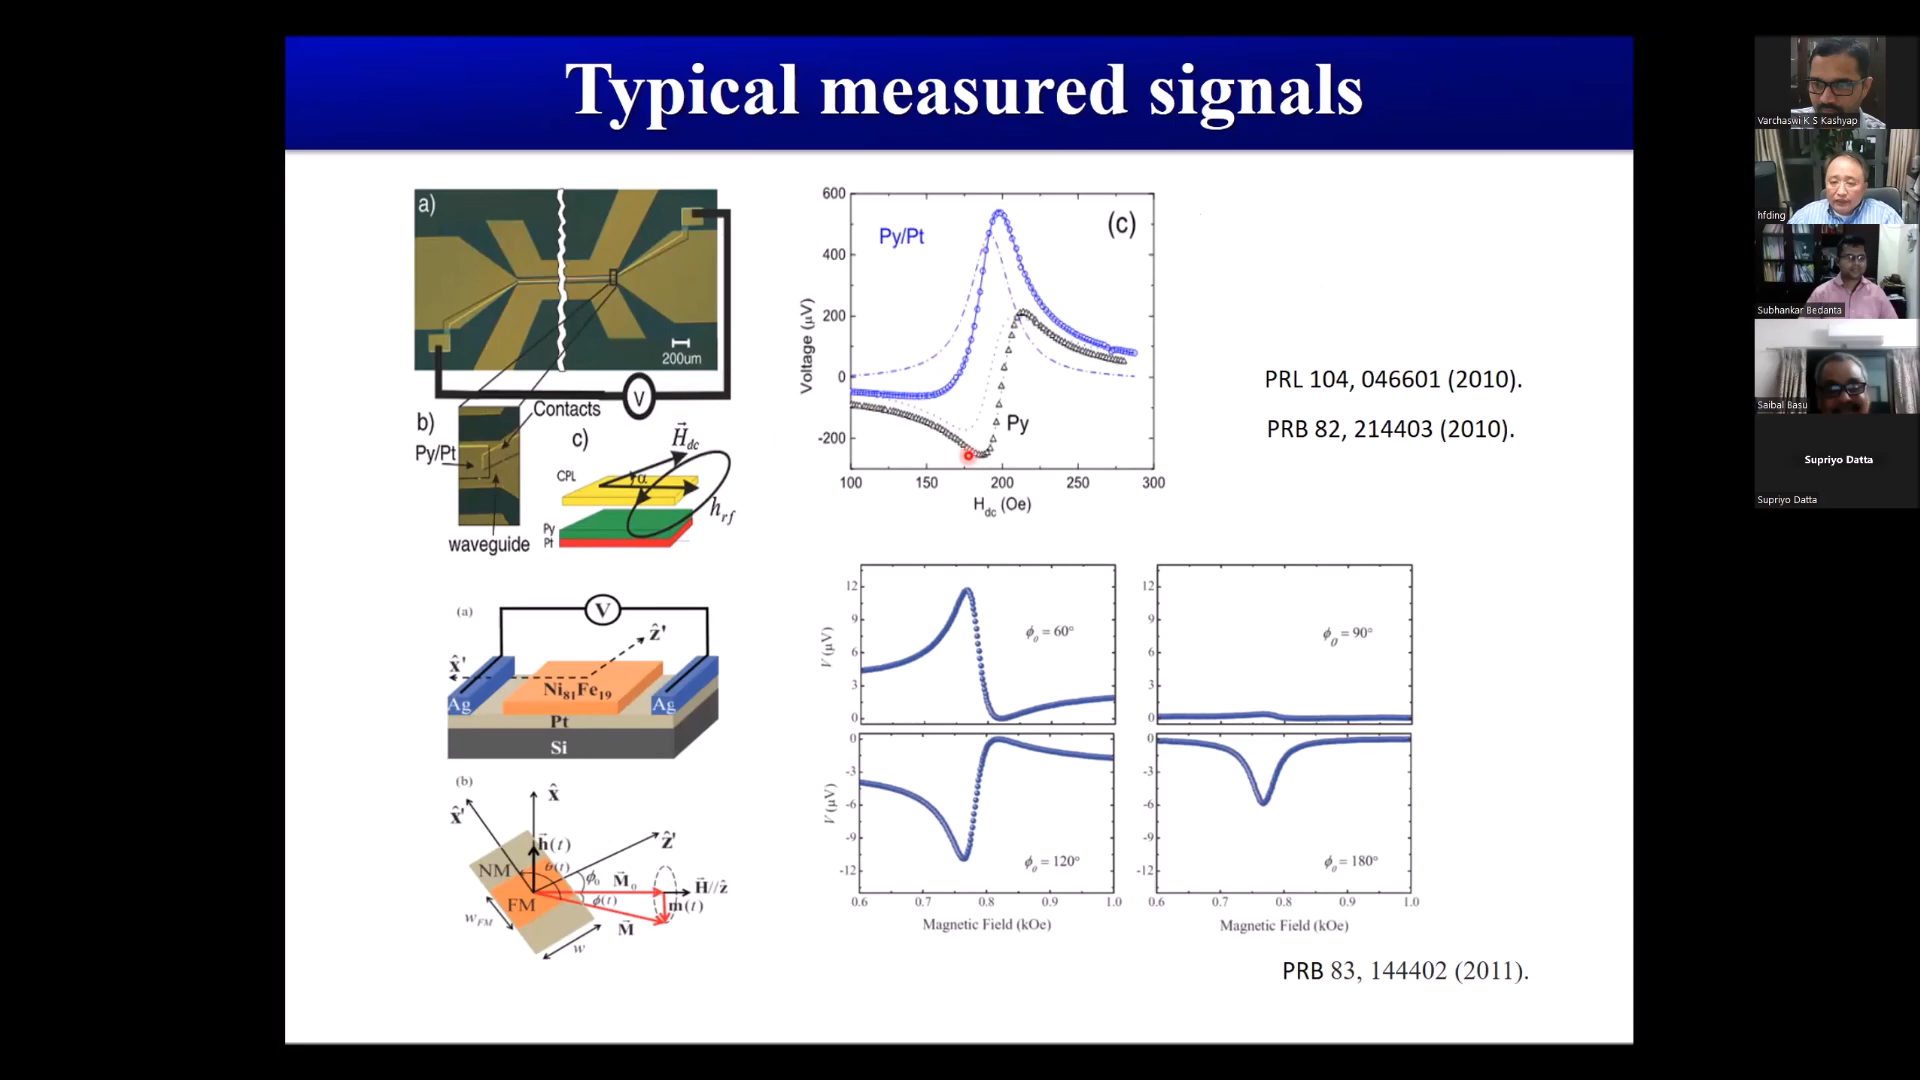 Typical measured signals
a)
200um
V
b)
Contacts
Py/Pt
waveguide
c)
H_dc
CPL
α
h_rf
Py
Pt
600
400
200
0
-200
Voltage (μV)
Py/Pt
(c)
Py
100 150 200 250 300
H_dc (Oe)
PRL 104, 046601 (2010).
PRB 82, 214403 (2010).
(a)
V
ẑ'
x̂'
Ni81Fe19
Ag
Ag
Pt
Si
(b)
x̂
x̂'
h(t)
ẑ'
NM
θ(t)
ϕ0
M0
H//ẑ
FM
ϕ(t)
m(t)
wFM
M
w
12
9
6
3
0
V (μV)
ϕ0 = 60°
12
9
6
3
0
ϕ0 = 90°
0
-3
-6
-9
-12
V (μV)
ϕ0 = 120°
0.6 0.7 0.8 0.9 1.0
Magnetic Field (kOe)
0
-3
-6
-9
-12
ϕ0 = 180°
0.6 0.7 0.8 0.9 1.0
Magnetic Field (kOe)
PRB 83, 144402 (2011).
Varchaswi K S Kashyap
hfding
Subhankar Bedanta
Saibal Basu
Supriyo Datta
Supriyo Datta